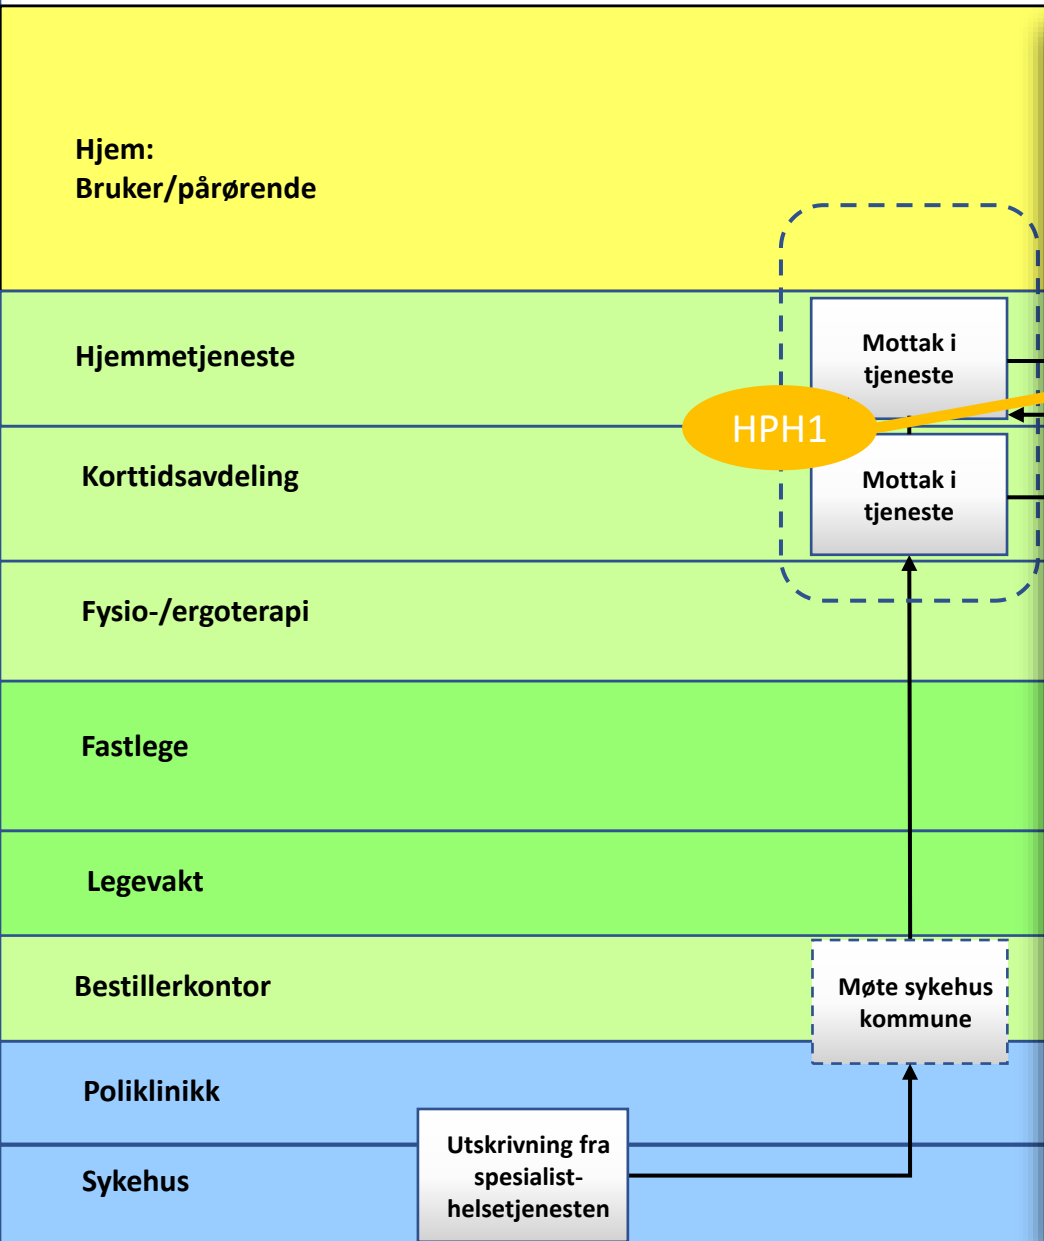 Hjem:
Bruker/pårørende
Hjemmetjeneste
Mottak i
tjeneste
HPH1
Korttidsavdeling
Mottak i
tjeneste
Fysio-/ergoterapi
Fastlege
Legevakt
Bestillerkontor
Møte sykehus
kommune
Poliklinikk
Utskrivning fra
spesialist-
helsetjenesten
Sykehus